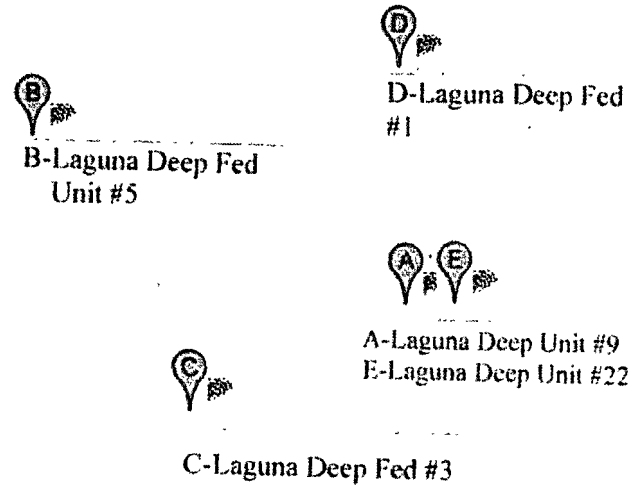 D
D-Laguna Deep Fed
#1
B
B-Laguna Deep Fed
Unit #5
A E
A-Laguna Deep Unit #9
E-Laguna Deep Unit #22
C
C-Laguna Deep Fed #3